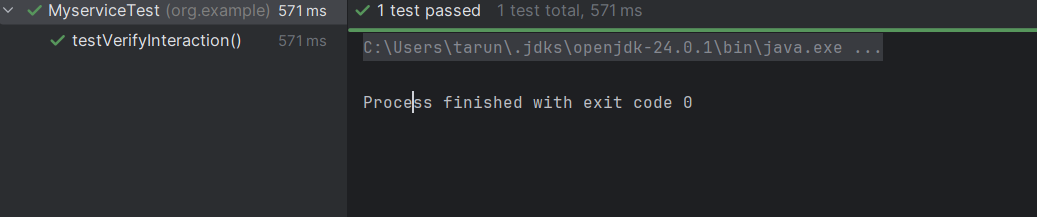 MyserviceTest (org.example) 571 ms
testVerifyInteraction() 571 ms
1 test passed 1 test total, 571 ms
C:\Users\tarun\.jdks\openjdk-24.0.1\bin\java.exe ...
Process finished with exit code 0